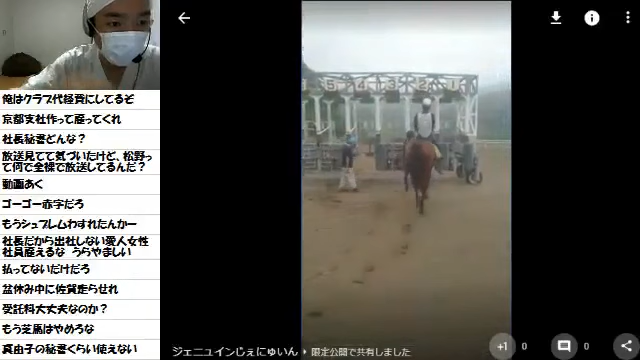 俺はクラブ代経費にしてるぞ
京都支社作って雇ってくれ
社長秘書どんな？
放送見てて気づいたけど、松野っ
て何で全裸で放送してるんだ？
動画あく
ゴーゴー赤字だろ
もうシュプレムわすれたんかー
社長だから出社しない愛人女性
社員雇えるな　うらやましい
払ってないだけだろ
盆休み中に佐賀走らせれ
受託料大丈夫なのか？
もう芝馬はやめろな
真由子の秘書くらい使えない
5 4 3 2 1
ジェニュインじぇにゅいん ▸ 限定公開で共有しました
+1 0 0